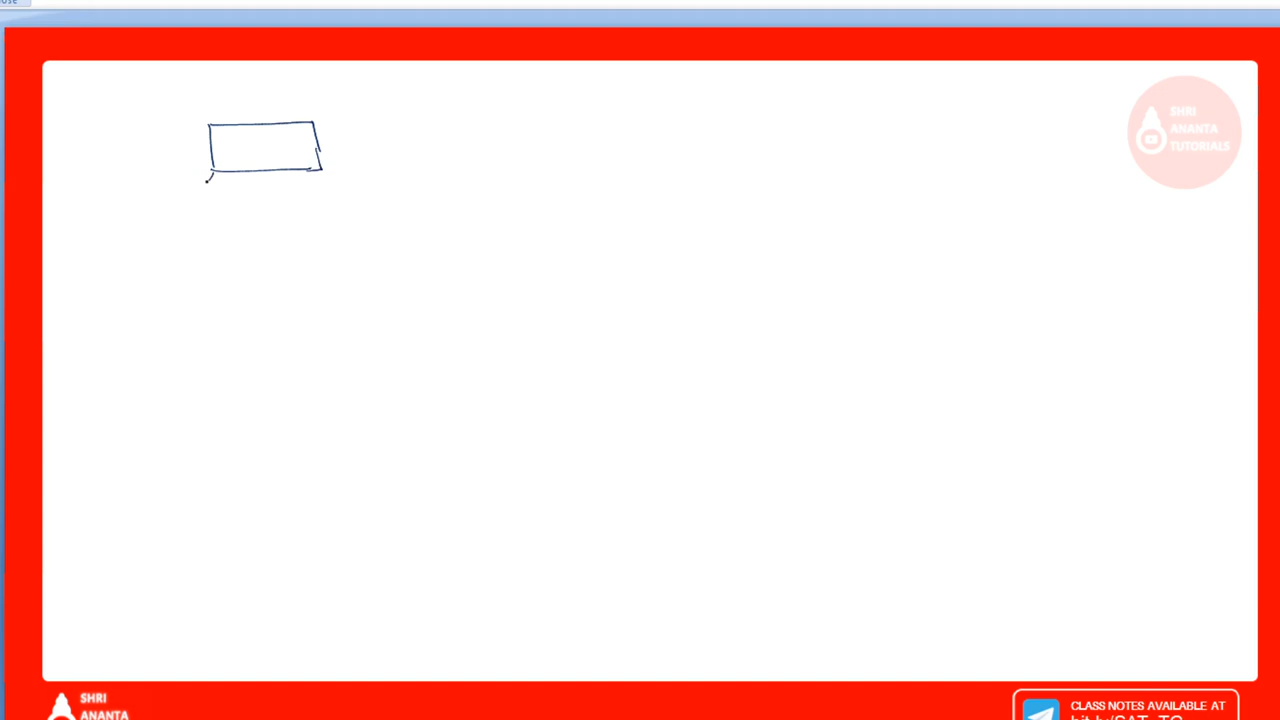 SHRI
ANANTA
TUTORIALS
SHRI
ANANTA
CLASS NOTES AVAILABLE AT